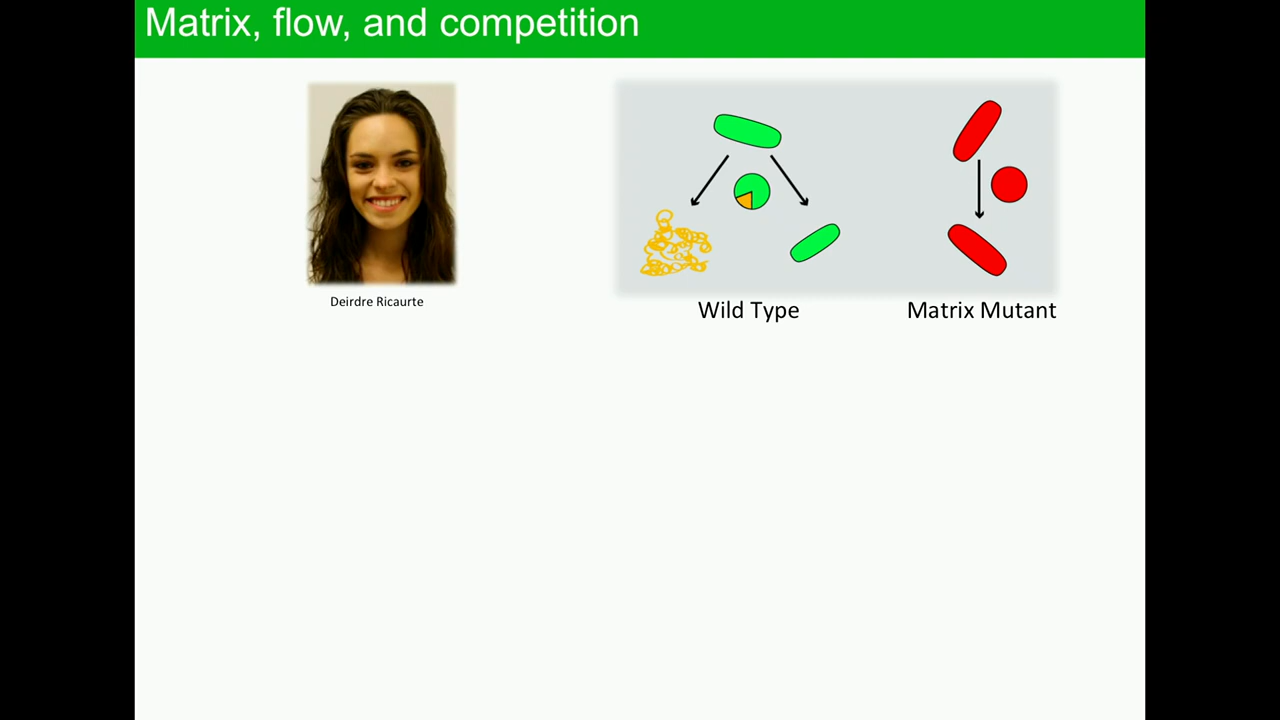 Matrix, flow, and competition
Deirdre Ricaurte
Wild Type
Matrix Mutant